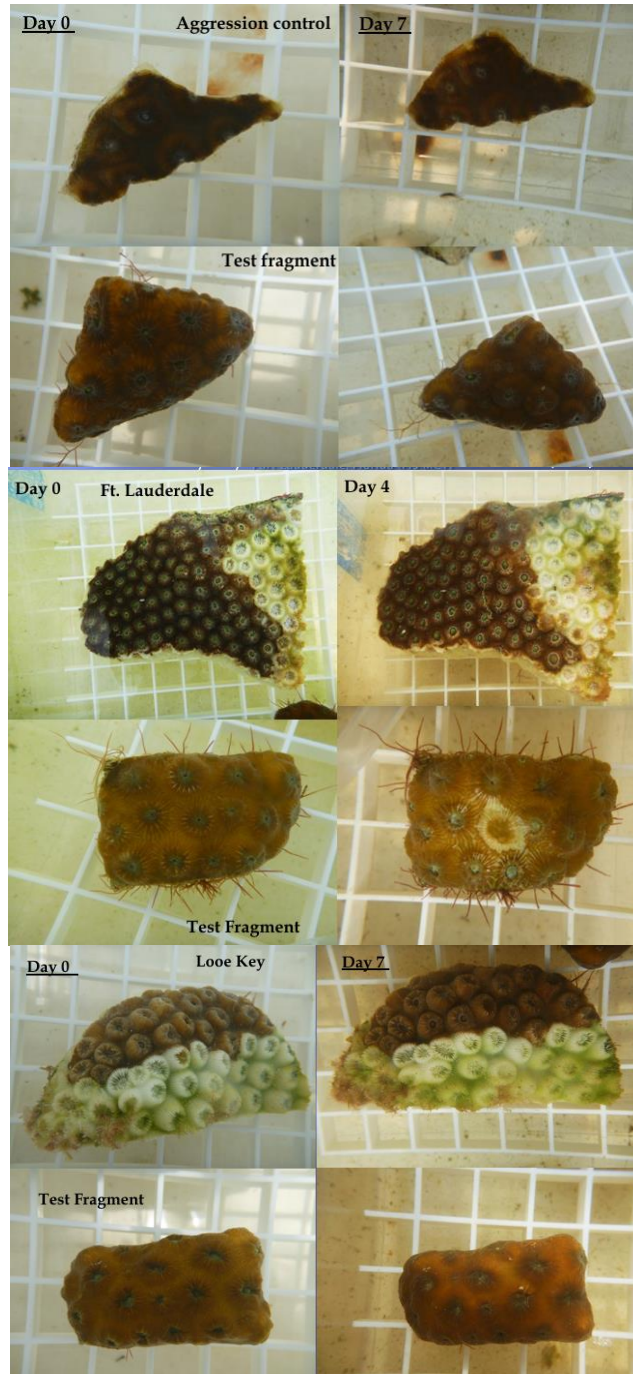 Day 0
Aggression control
Day 7
Test fragment
Day 0
Ft. Lauderdale
Day 4
Test Fragment
Day 0
Looe Key
Day 7
Test Fragment